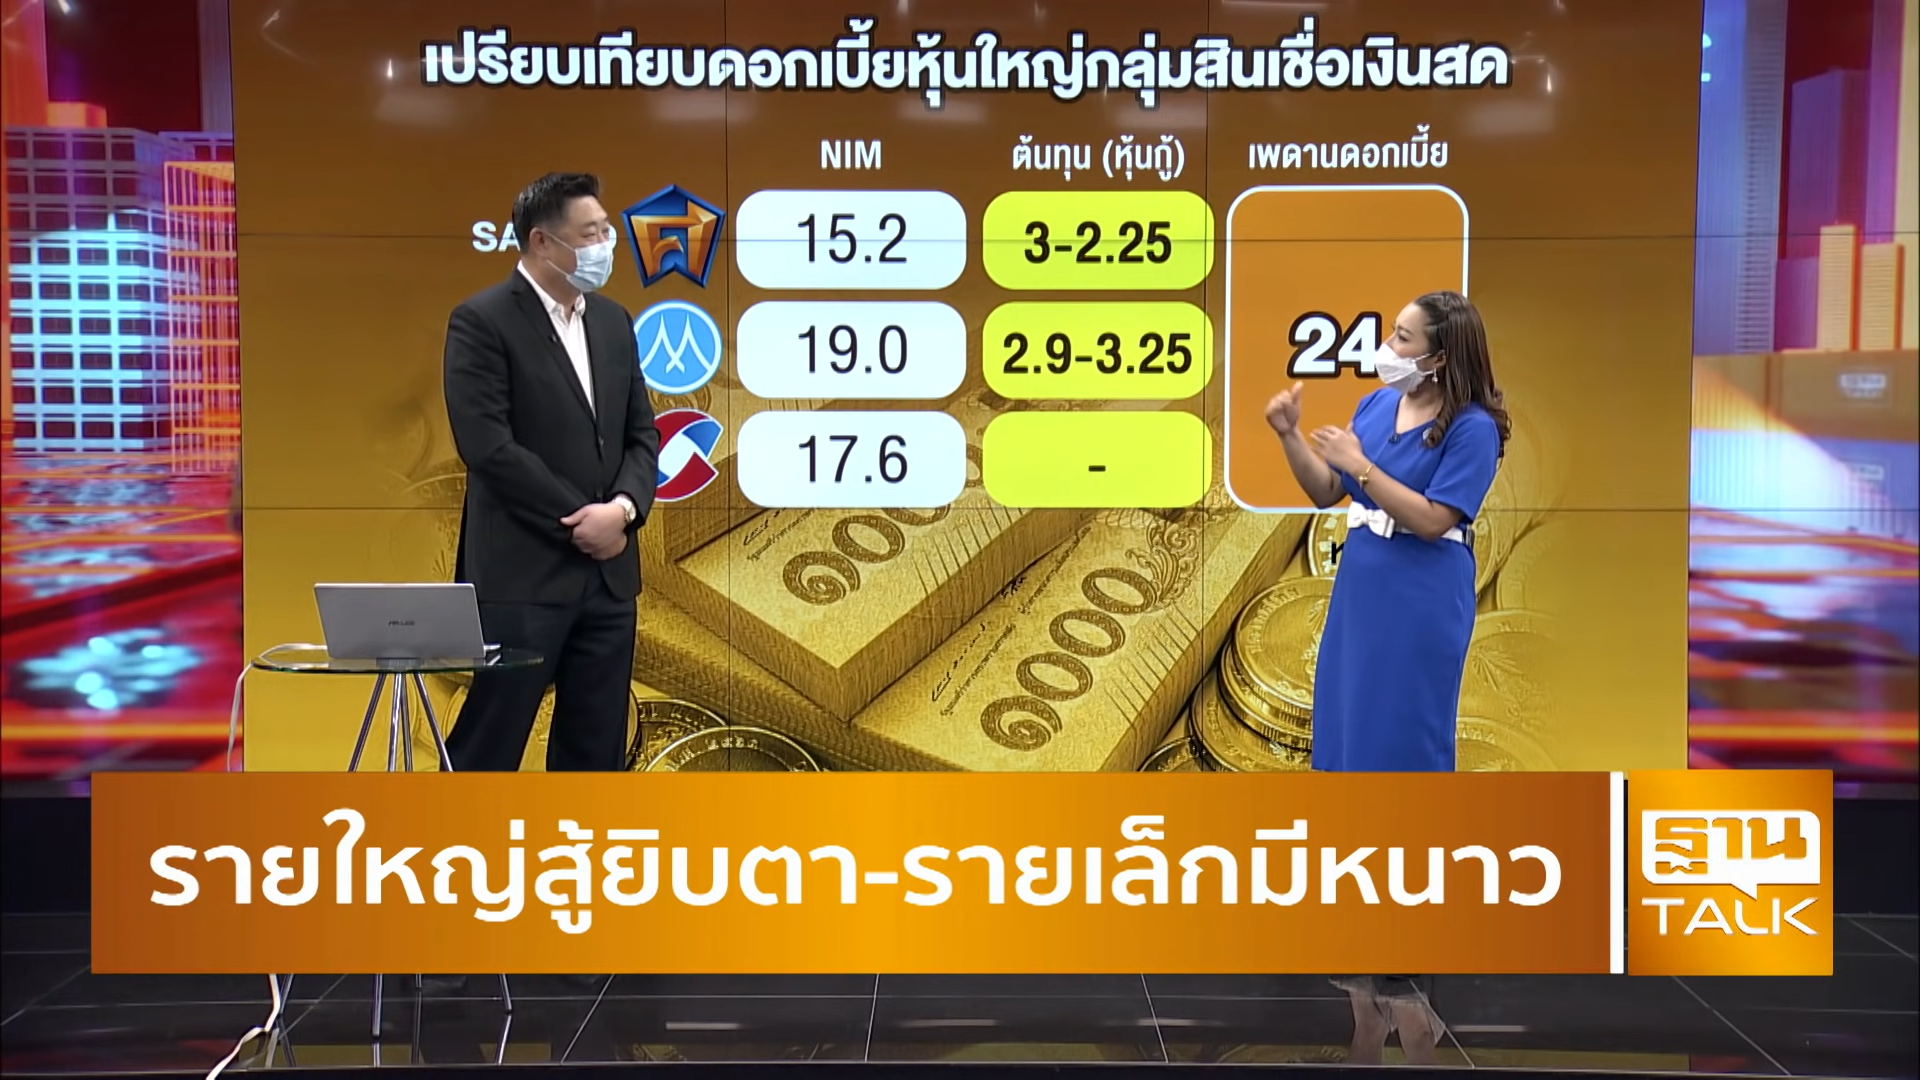 เปรียบเทียบดอกเบี้ยหุ้นใหญ่กลุ่มสินเชื่อเงินสด
NIM ต้นทุน (หุ้นกู้) เพดานดอกเบี้ย
15.2 3-2.25
19.0 2.9-3.25 24
17.6 -
๑๐๐๐
รายใหญ่สู้ยิบตา-รายเล็กมีหนาว
ฐาน
TALK